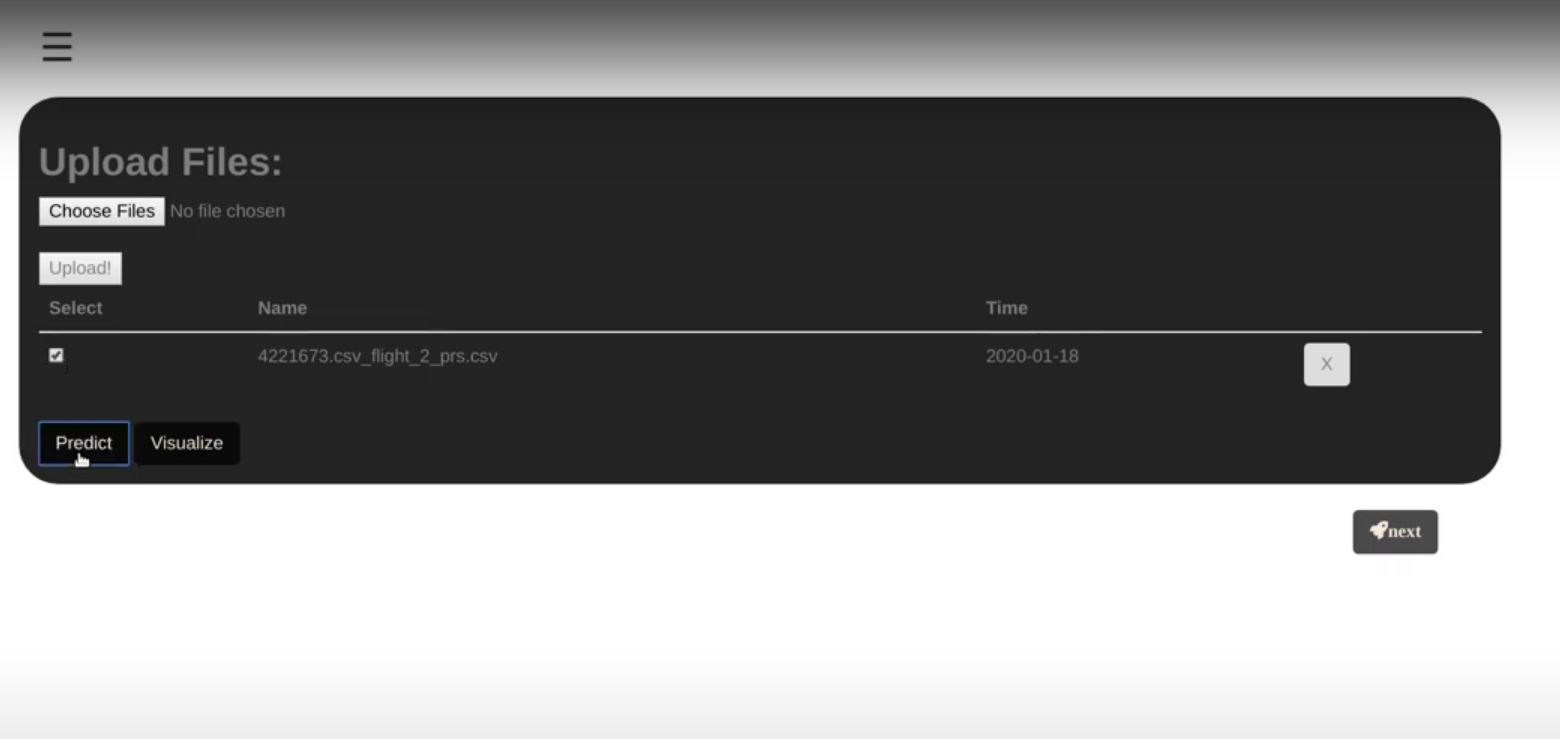 Upload Files:
Choose Files No file chosen
Upload!
Select Name Time
4221673.csv_flight_2_prs.csv 2020-01-18 X
Predict Visualize
next